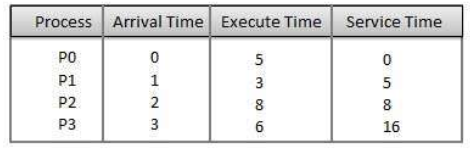 Process Arrival Time Execute Time Service Time
P0 0 5 0
P1 1 3 5
P2 2 8 8
P3 3 6 16